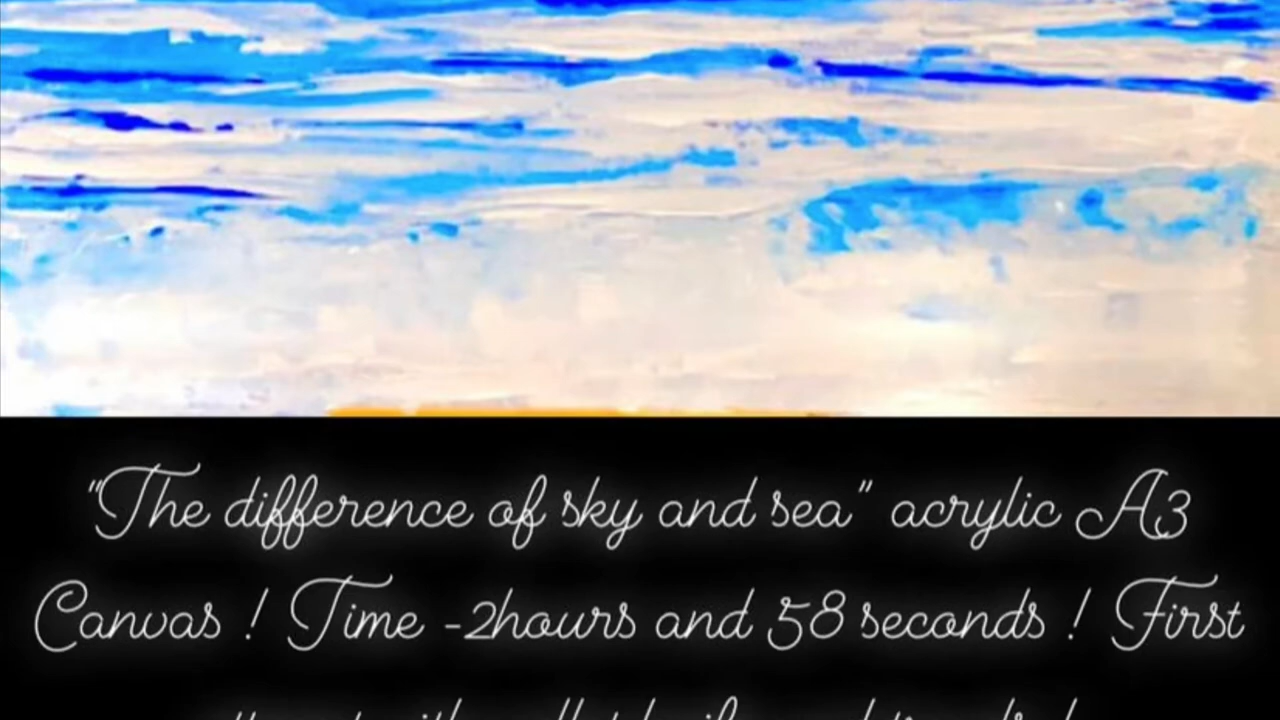 "The difference of sky and sea" acrylic A3
Canvas ! Time -2hours and 58 seconds ! First